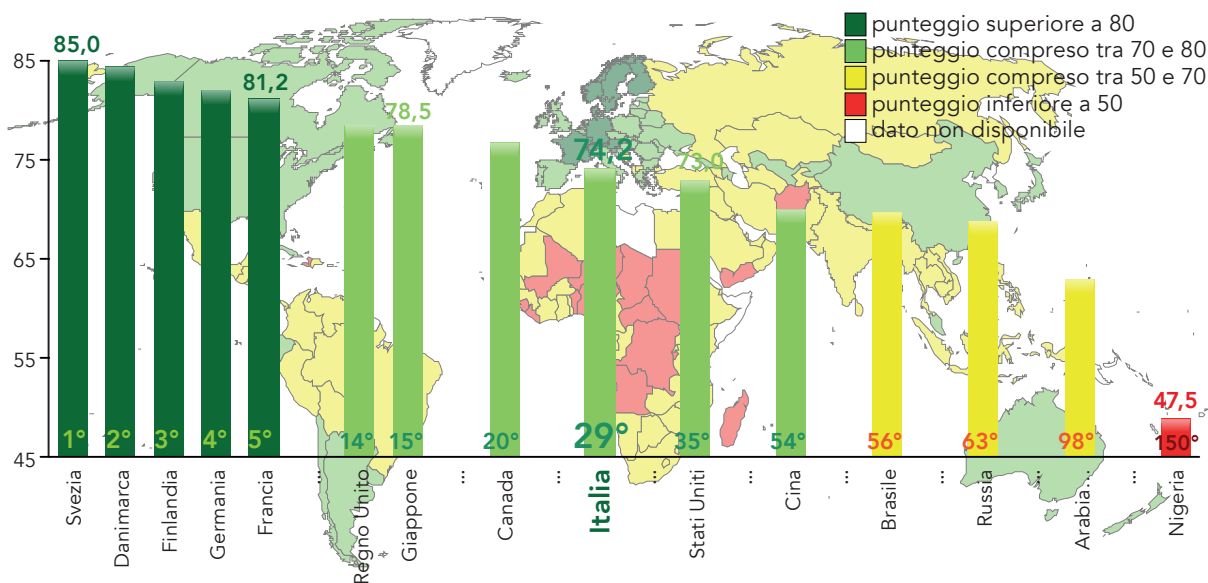 punteggio superiore a 80
punteggio compreso tra 70 e 80
punteggio compreso tra 50 e 70
punteggio inferiore a 50
dato non disponibile
85
75
65
55
45
85,0
81,2
78,5
74,2
73,0
47,5
1°
2°
3°
4°
5°
14°
15°
20°
29°
35°
54°
56°
63°
98°
150°
Svezia
Danimarca
Finlandia
Germania
Francia
...
Regno Unito
Giappone
...
Canada
...
Italia
...
Stati Uniti
...
Cina
...
Brasile
...
Russia
...
Arabia...
...
Nigeria